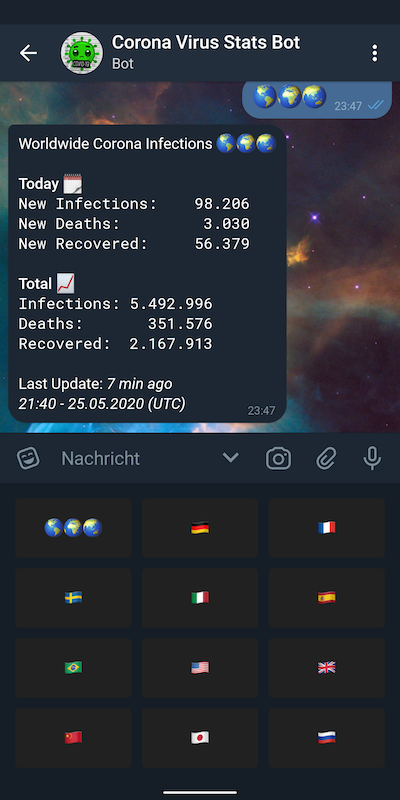 Corona Virus Stats Bot
Bot
🌎🌍🌏 23:47
Worldwide Corona Infections 🌎🌍🌏
Today 🗒
New Infections: 98.206
New Deaths: 3.030
New Recovered: 56.379
Total 📈
Infections: 5.492.996
Deaths: 351.576
Recovered: 2.167.913
Last Update: 7 min ago
21:40 - 25.05.2020 (UTC)
23:47
Nachricht